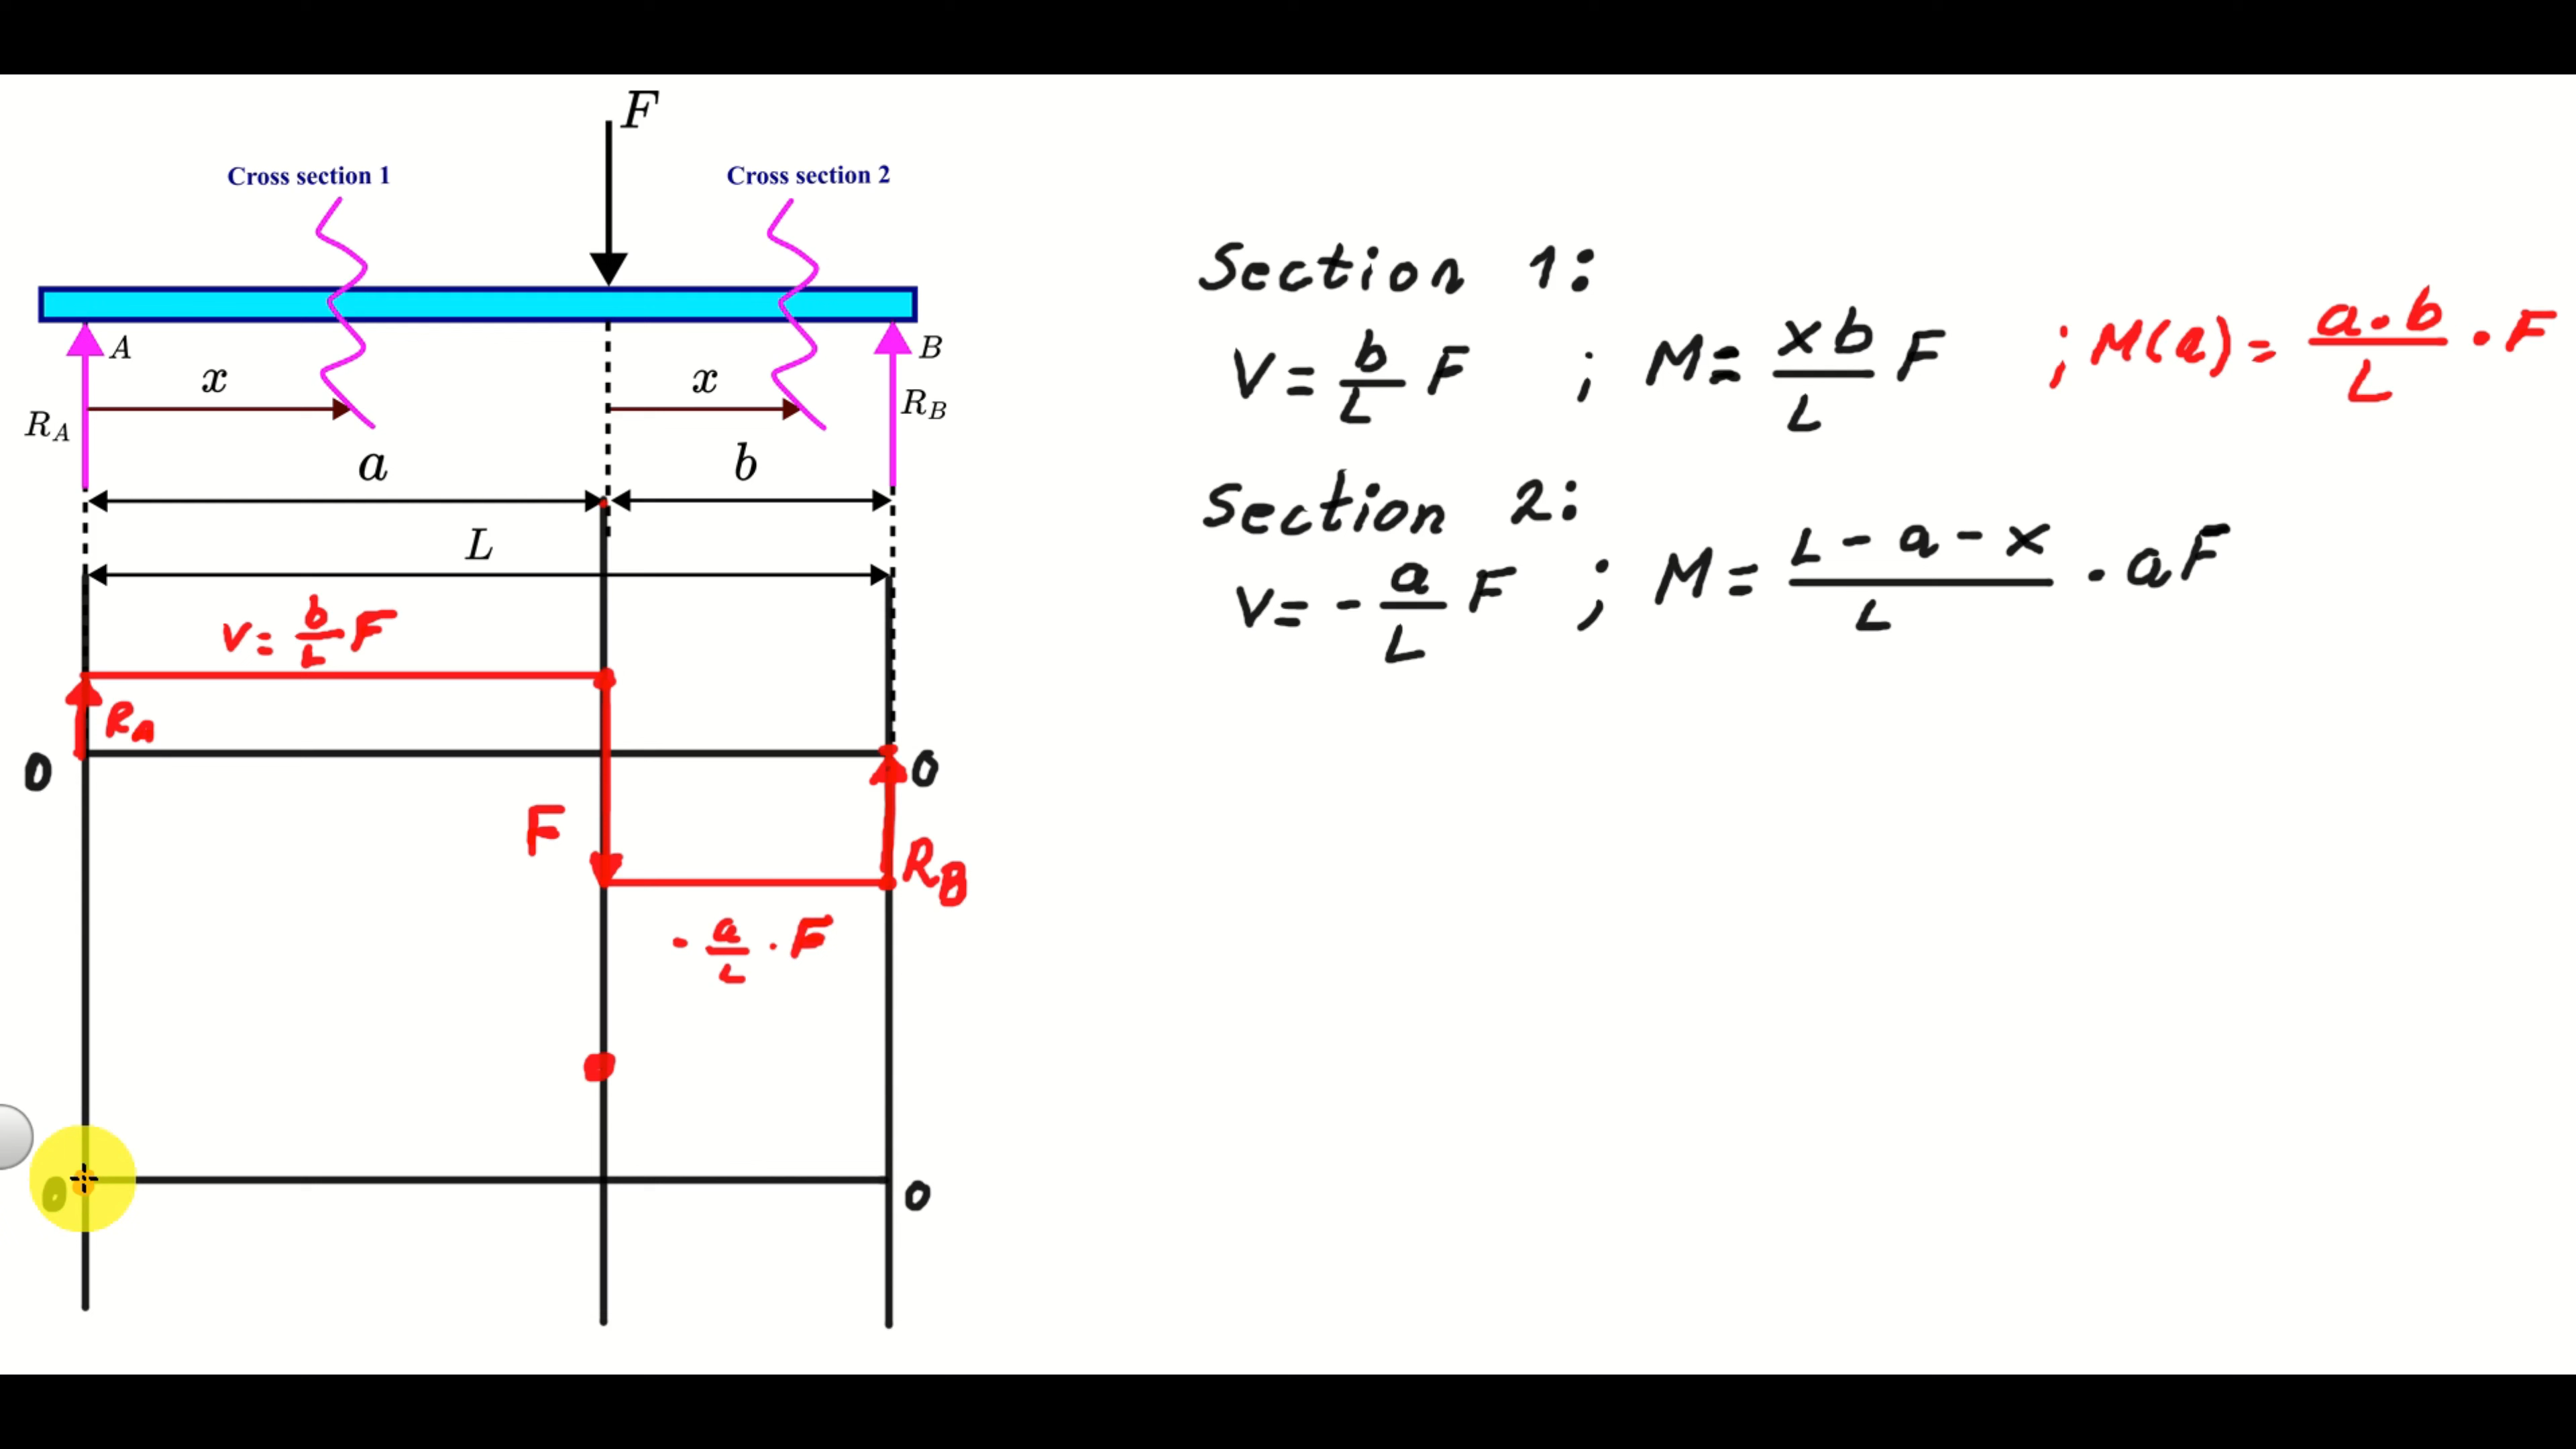 F
Cross section 1
Cross section 2
A
B
x
x
R_A
R_B
a
b
L
V = b/L F
R_A
0
0
F
R_B
- a/L · F
0
0
Section 1:
V = b/L F ; M = xb/L F ; M(a) = a·b/L · F
Section 2:
V = - a/L F ; M = L - a - x/L · aF